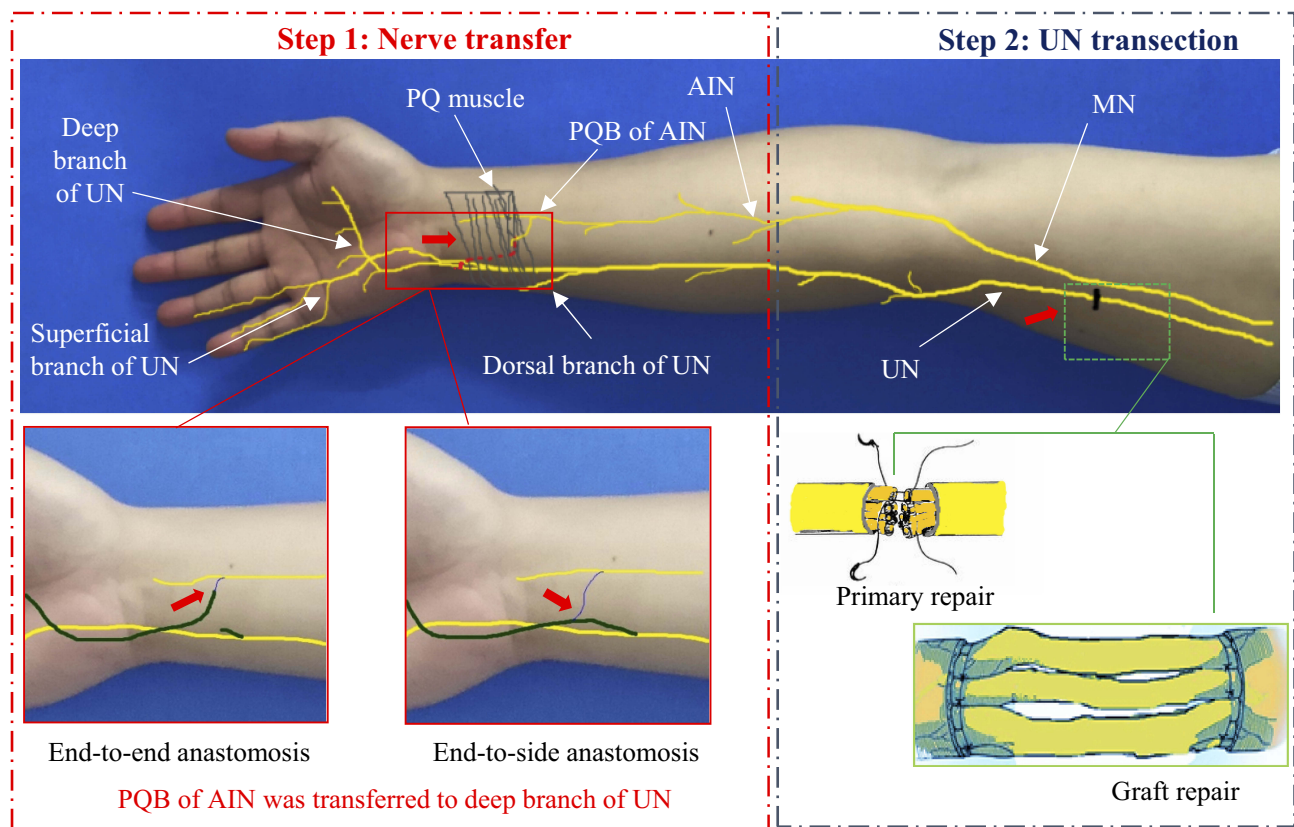 Step 1: Nerve transfer
Step 2: UN transection
PQ muscle
AIN
PQB of AIN
MN
Deep
branch
of UN
Superficial
branch of UN
Dorsal branch of UN
UN
Primary repair
End-to-end anastomosis
End-to-side anastomosis
PQB of AIN was transferred to deep branch of UN
Graft repair